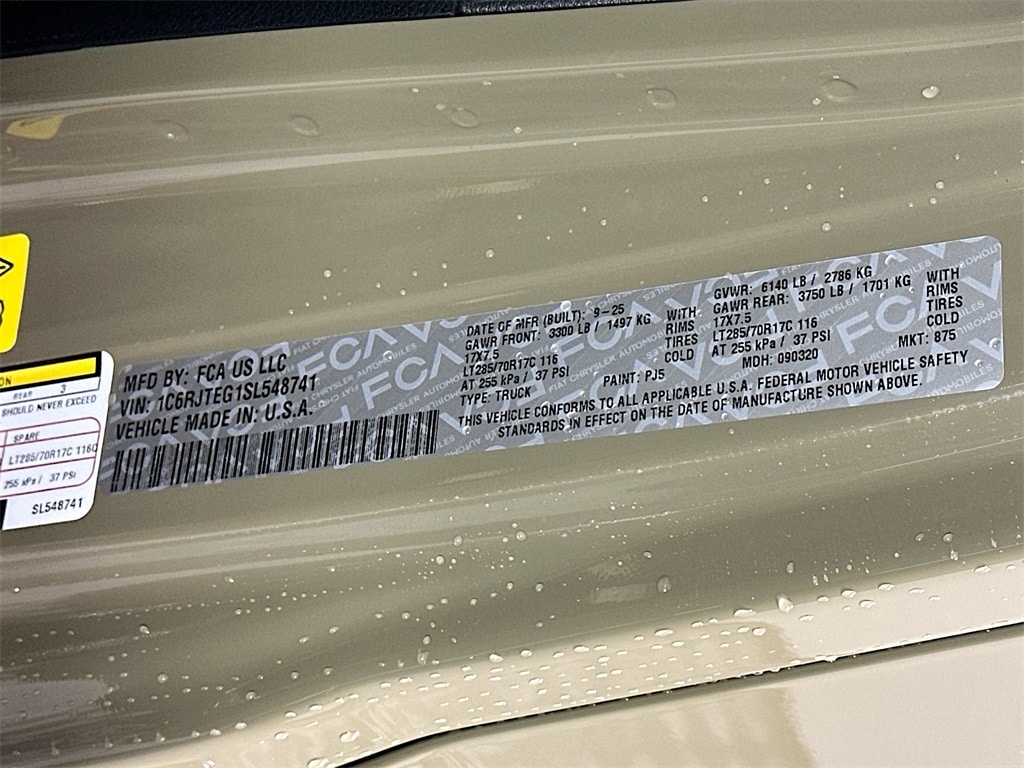 MFD BY: FCA US LLC
VIN: 1C6RJTEG1SL548741
VEHICLE MADE IN: U.S.A.
DATE OF MFR (BUILT): 9-25
GAWR FRONT: 3300 LB / 1497 KG WITH
17X7.5 RIMS
LT285/70R17C 116 TIRES
AT 255 kPa / 37 PSI COLD
TYPE: TRUCK PAINT: PJ5
GVWR: 6140 LB / 2786 KG
GAWR REAR: 3750 LB / 1701 KG WITH
17X7.5 RIMS
LT285/70R17C 116 TIRES
AT 255 kPa / 37 PSI COLD
MDH: 090320 MKT: 875
THIS VEHICLE CONFORMS TO ALL APPLICABLE U.S.A. FEDERAL MOTOR VEHICLE SAFETY
STANDARDS IN EFFECT ON THE DATE OF MANUFACTURE SHOWN ABOVE.
REAR 3
SHOULD NEVER EXCEED
SPARE
LT285/70R17C 116Q
255 kPa / 37 PSI
SL548741